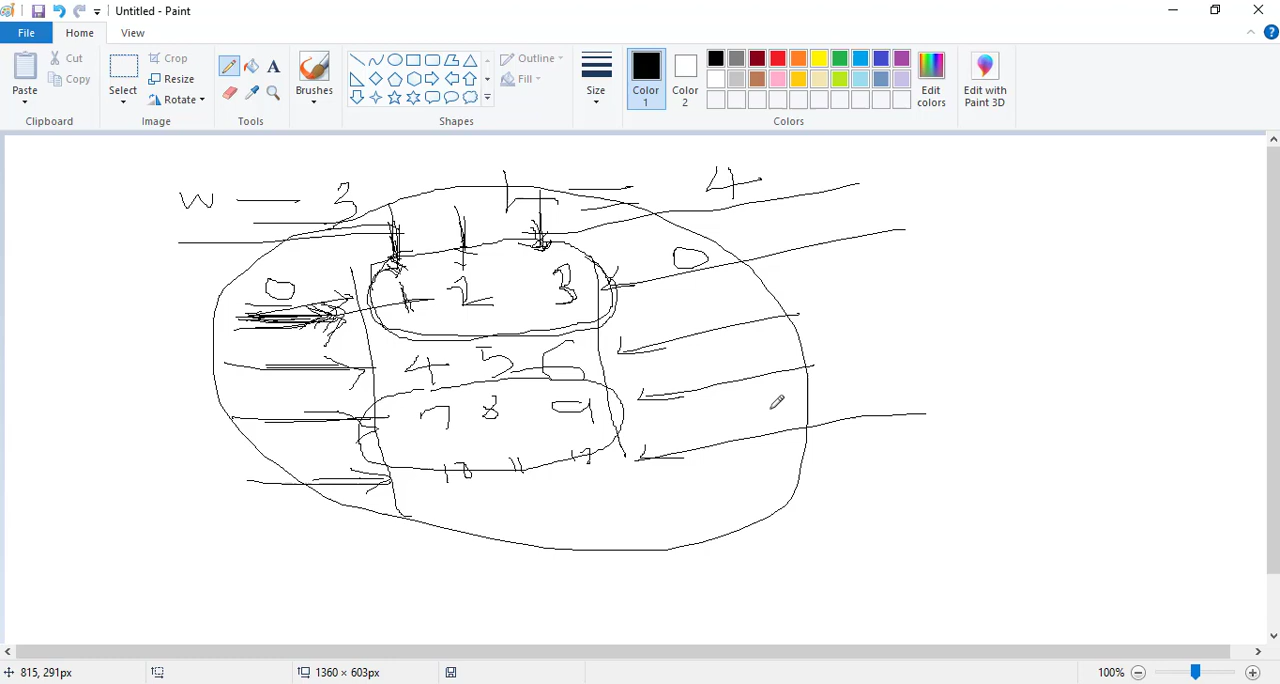 Untitled - Paint
File Home View
Paste
Cut
Copy
Clipboard
Select
Crop
Resize
Rotate
Image
Tools
Brushes
Shapes
Outline
Fill
Size
Color 1
Color 2
Edit colors
Colors
Edit with Paint 3D
W — 3 h = 4
1 2 3
4 5 6
7 8 9
10 11 12
815, 291px 1360 × 603px 100%